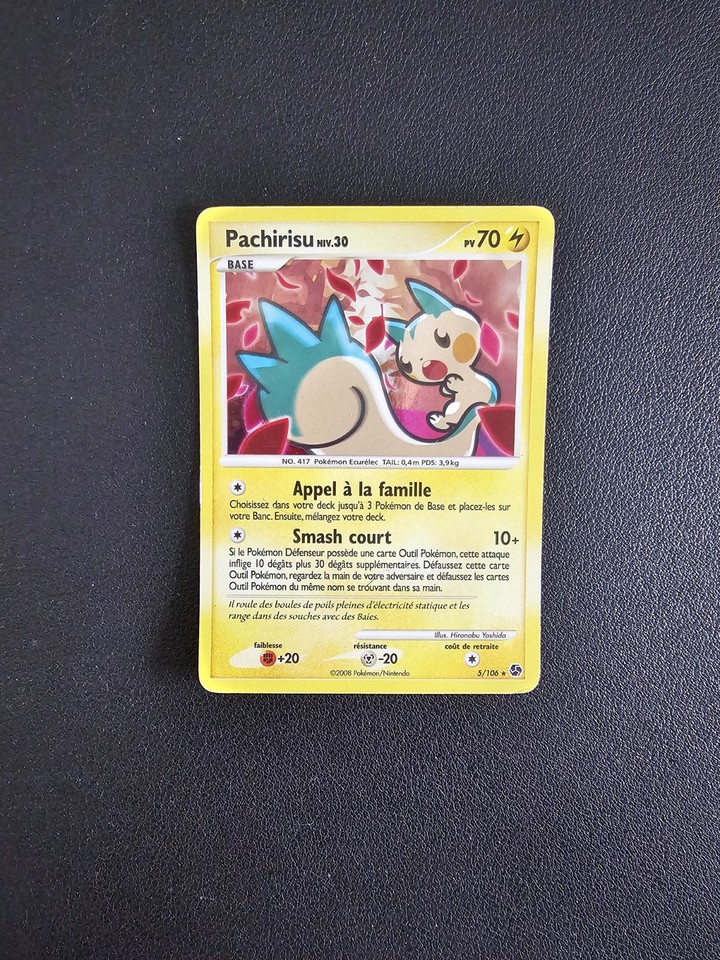 Pachirisu NIV.30 PV 70
BASE
NO. 417 Pokémon Ecurélec TAIL: 0,4m PDS: 3,9kg
Appel à la famille
Choisissez dans votre deck jusqu'à 3 Pokémon de Base et placez-les sur
votre Banc. Ensuite, mélangez votre deck.
Smash court 10+
Si le Pokémon Défenseur possède une carte Outil Pokémon, cette attaque
inflige 10 dégâts plus 30 dégâts supplémentaires. Défaussez cette carte
Outil Pokémon, regardez la main de votre adversaire et défaussez les cartes
Outil Pokémon du même nom se trouvant dans sa main.
Il roule des boules de poils pleines d'électricité statique et les
range dans des souches avec des Baies.
Illus. Hironobu Yoshida
faiblesse résistance coût de retraite
+20 -20
©2008 Pokémon/Nintendo 5/106 ★